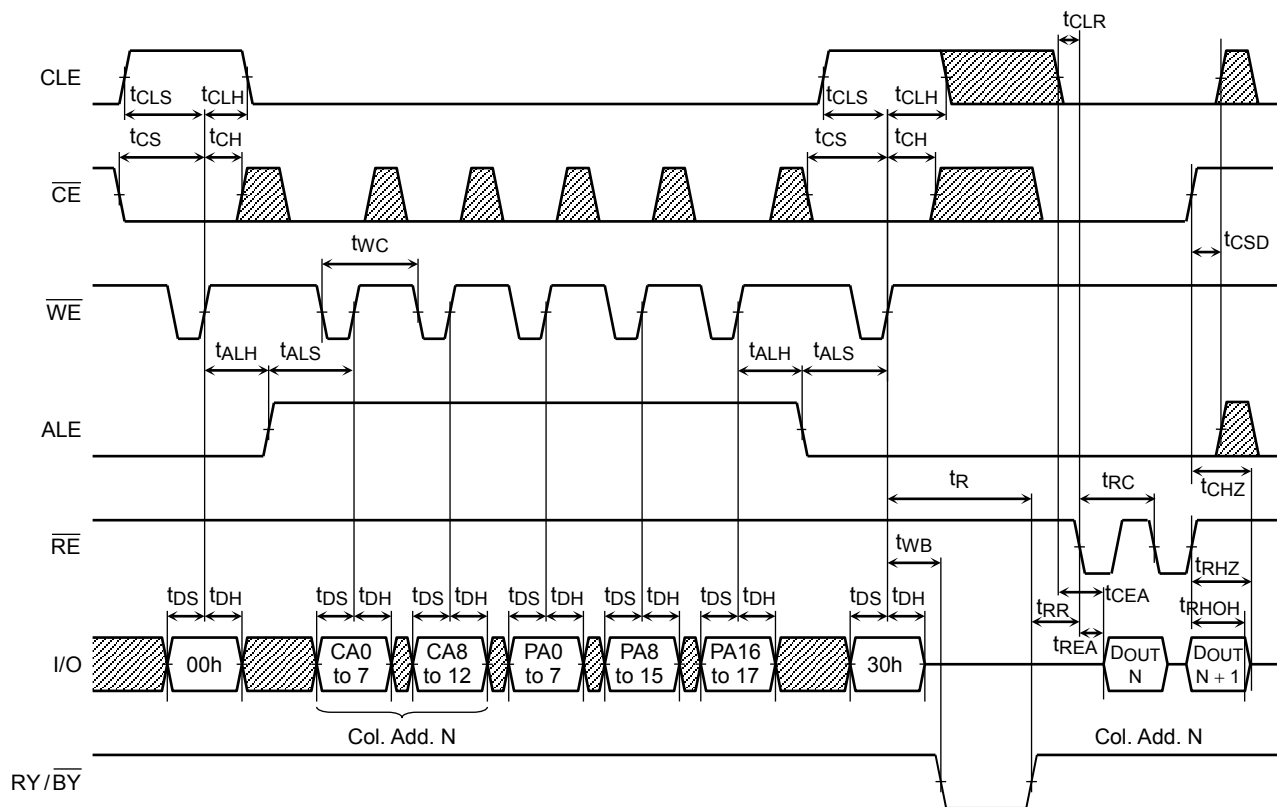 tCLR
CLE
tCLS tCLH tCLS tCLH
tCS tCH tCS tCH
CE
tCSD
tWC
WE
tALH tALS tALH tALS
ALE
tR tRC tCHZ
RE
tWB
tRHZ
tDS tDH tDS tDH tDS tDH tDS tDH tDS tDH tDS tDH tDS tDH
tCEA
tRR tRHOH
tREA
I/O
00h
CA0
to 7
CA8
to 12
PA0
to 7
PA8
to 15
PA16
to 17
30h
DOUT
N
DOUT
N + 1
Col. Add. N Col. Add. N
RY/BY